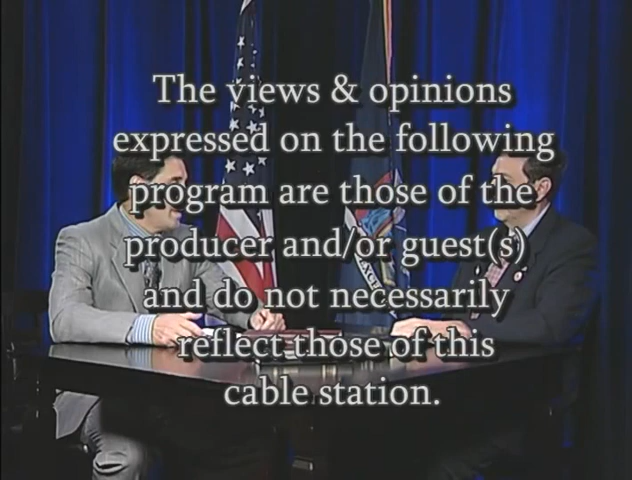 The views & opinions
expressed on the following
program are those of the
producer and/or guest(s)
and do not necessarily
reflect those of this
cable station.
EXCE